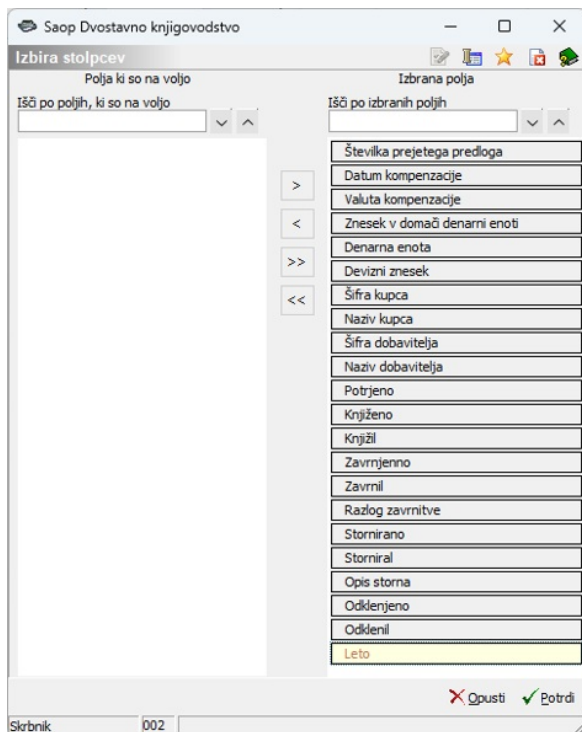 Saop Dvostavno knjigovodstvo
Izbira stolpcev
Polja ki so na voljo
Izbrana polja
Išči po poljih, ki so na voljo
Išči po izbranih poljih
>
<
>>
<<
Številka prejetega predloga
Datum kompenzacije
Valuta kompenzacije
Znesek v domači denarni enoti
Denarna enota
Devizni znesek
Šifra kupca
Naziv kupca
Šifra dobavitelja
Naziv dobavitelja
Potrjeno
Knjiženo
Knjižil
Zavrnjenno
Zavrnil
Razlog zavrnitve
Stornirano
Storniral
Opis storna
Odklenjeno
Odklenil
Leto
Opusti
Potrdi
Skrbnik
002